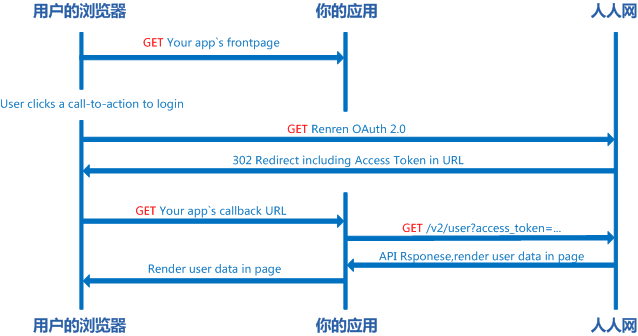 用户的浏览器 你的应用 人人网
GET Your app`s frontpage
User clicks a call-to-action to login
GET Renren OAuth 2.0
302 Redirect including Access Token in URL
GET Your app`s callback URL
GET /v2/user?access_token=...
API Rsponese,render user data in page
Render user data in page
用户的浏览器 你的应用 人人网